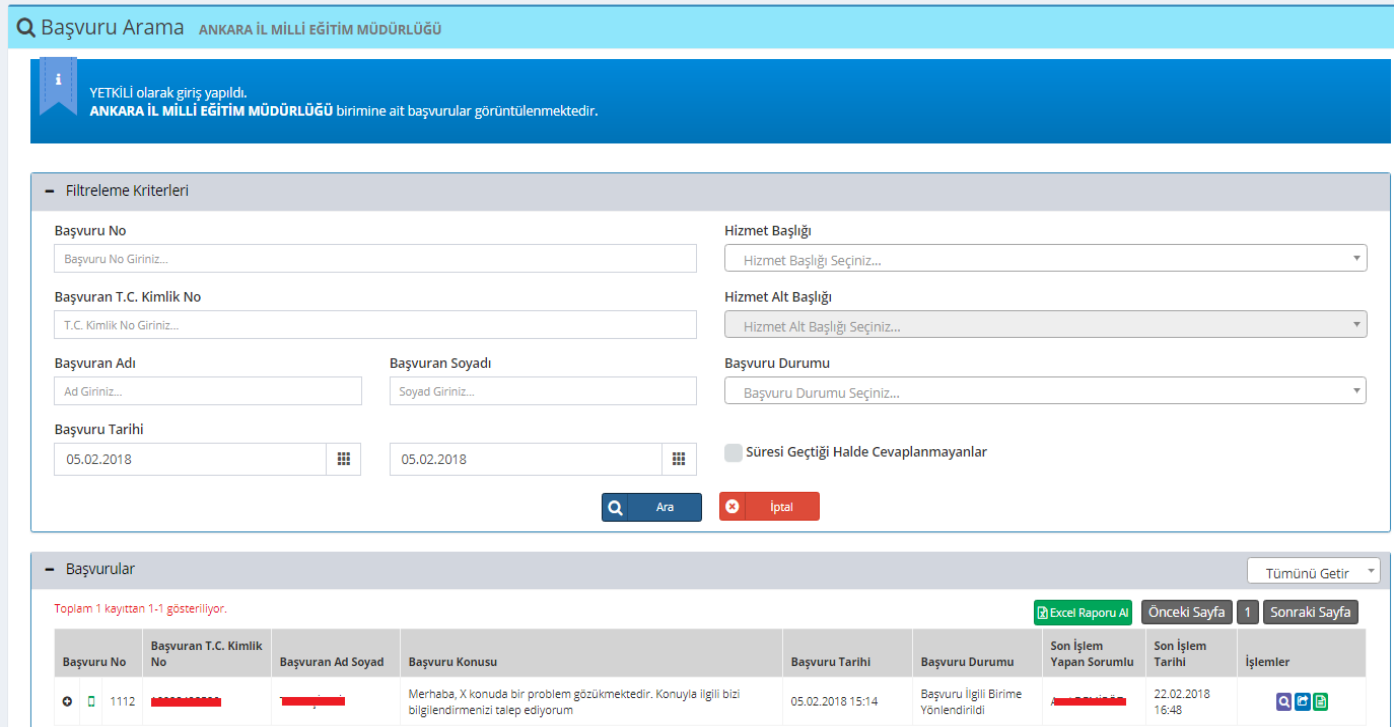 Başvuru Arama ANKARA İL MİLLİ EĞİTİM MÜDÜRLÜĞÜ
YETKİLİ olarak giriş yapıldı.
ANKARA İL MİLLİ EĞİTİM MÜDÜRLÜĞÜ birimine ait başvurular görüntülenmektedir.
Filtreleme Kriterleri
Başvuru No
Başvuru No Giriniz...
Hizmet Başlığı
Hizmet Başlığı Seçiniz...
Başvuran T.C. Kimlik No
T.C. Kimlik No Giriniz...
Hizmet Alt Başlığı
Hizmet Alt Başlığı Seçiniz...
Başvuran Adı
Ad Giriniz...
Başvuran Soyadı
Soyad Giriniz...
Başvuru Durumu
Başvuru Durumu Seçiniz...
Başvuru Tarihi
05.02.2018
05.02.2018
Süresi Geçtiği Halde Cevaplanmayanlar
Ara
İptal
Başvurular
Tümünü Getir
Toplam 1 kayıttan 1-1 gösteriliyor.
Excel Raporu Al
Önceki Sayfa
1
Sonraki Sayfa
Başvuru No
Başvuran T.C. Kimlik
No
Başvuran Ad Soyad
Başvuru Konusu
Başvuru Tarihi
Başvuru Durumu
Son İşlem
Yapan Sorumlu
Son İşlem
Tarihi
İşlemler
1112
Merhaba, X konuda bir problem gözükmektedir. Konuyla ilgili bizi
bilgilendirmenizi talep ediyorum
05.02.2018 15:14
Başvuru İlgili Birime
Yönlendirildi
22.02.2018
16:48